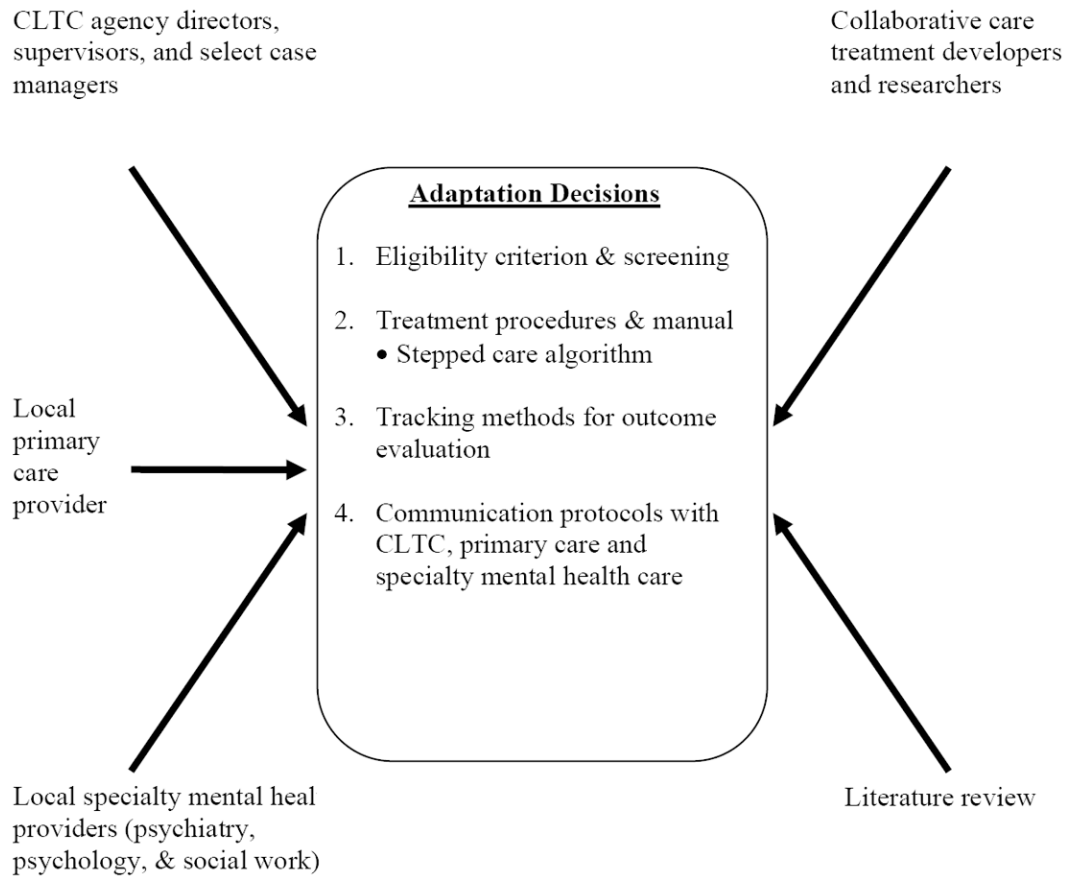 CLTC agency directors,
supervisors, and select case
managers
Collaborative care
treatment developers
and researchers
Adaptation Decisions
1. Eligibility criterion & screening
2. Treatment procedures & manual
• Stepped care algorithm
3. Tracking methods for outcome
evaluation
4. Communication protocols with
CLTC, primary care and
specialty mental health care
Local
primary
care
provider
Local specialty mental heal
providers (psychiatry,
psychology, & social work)
Literature review